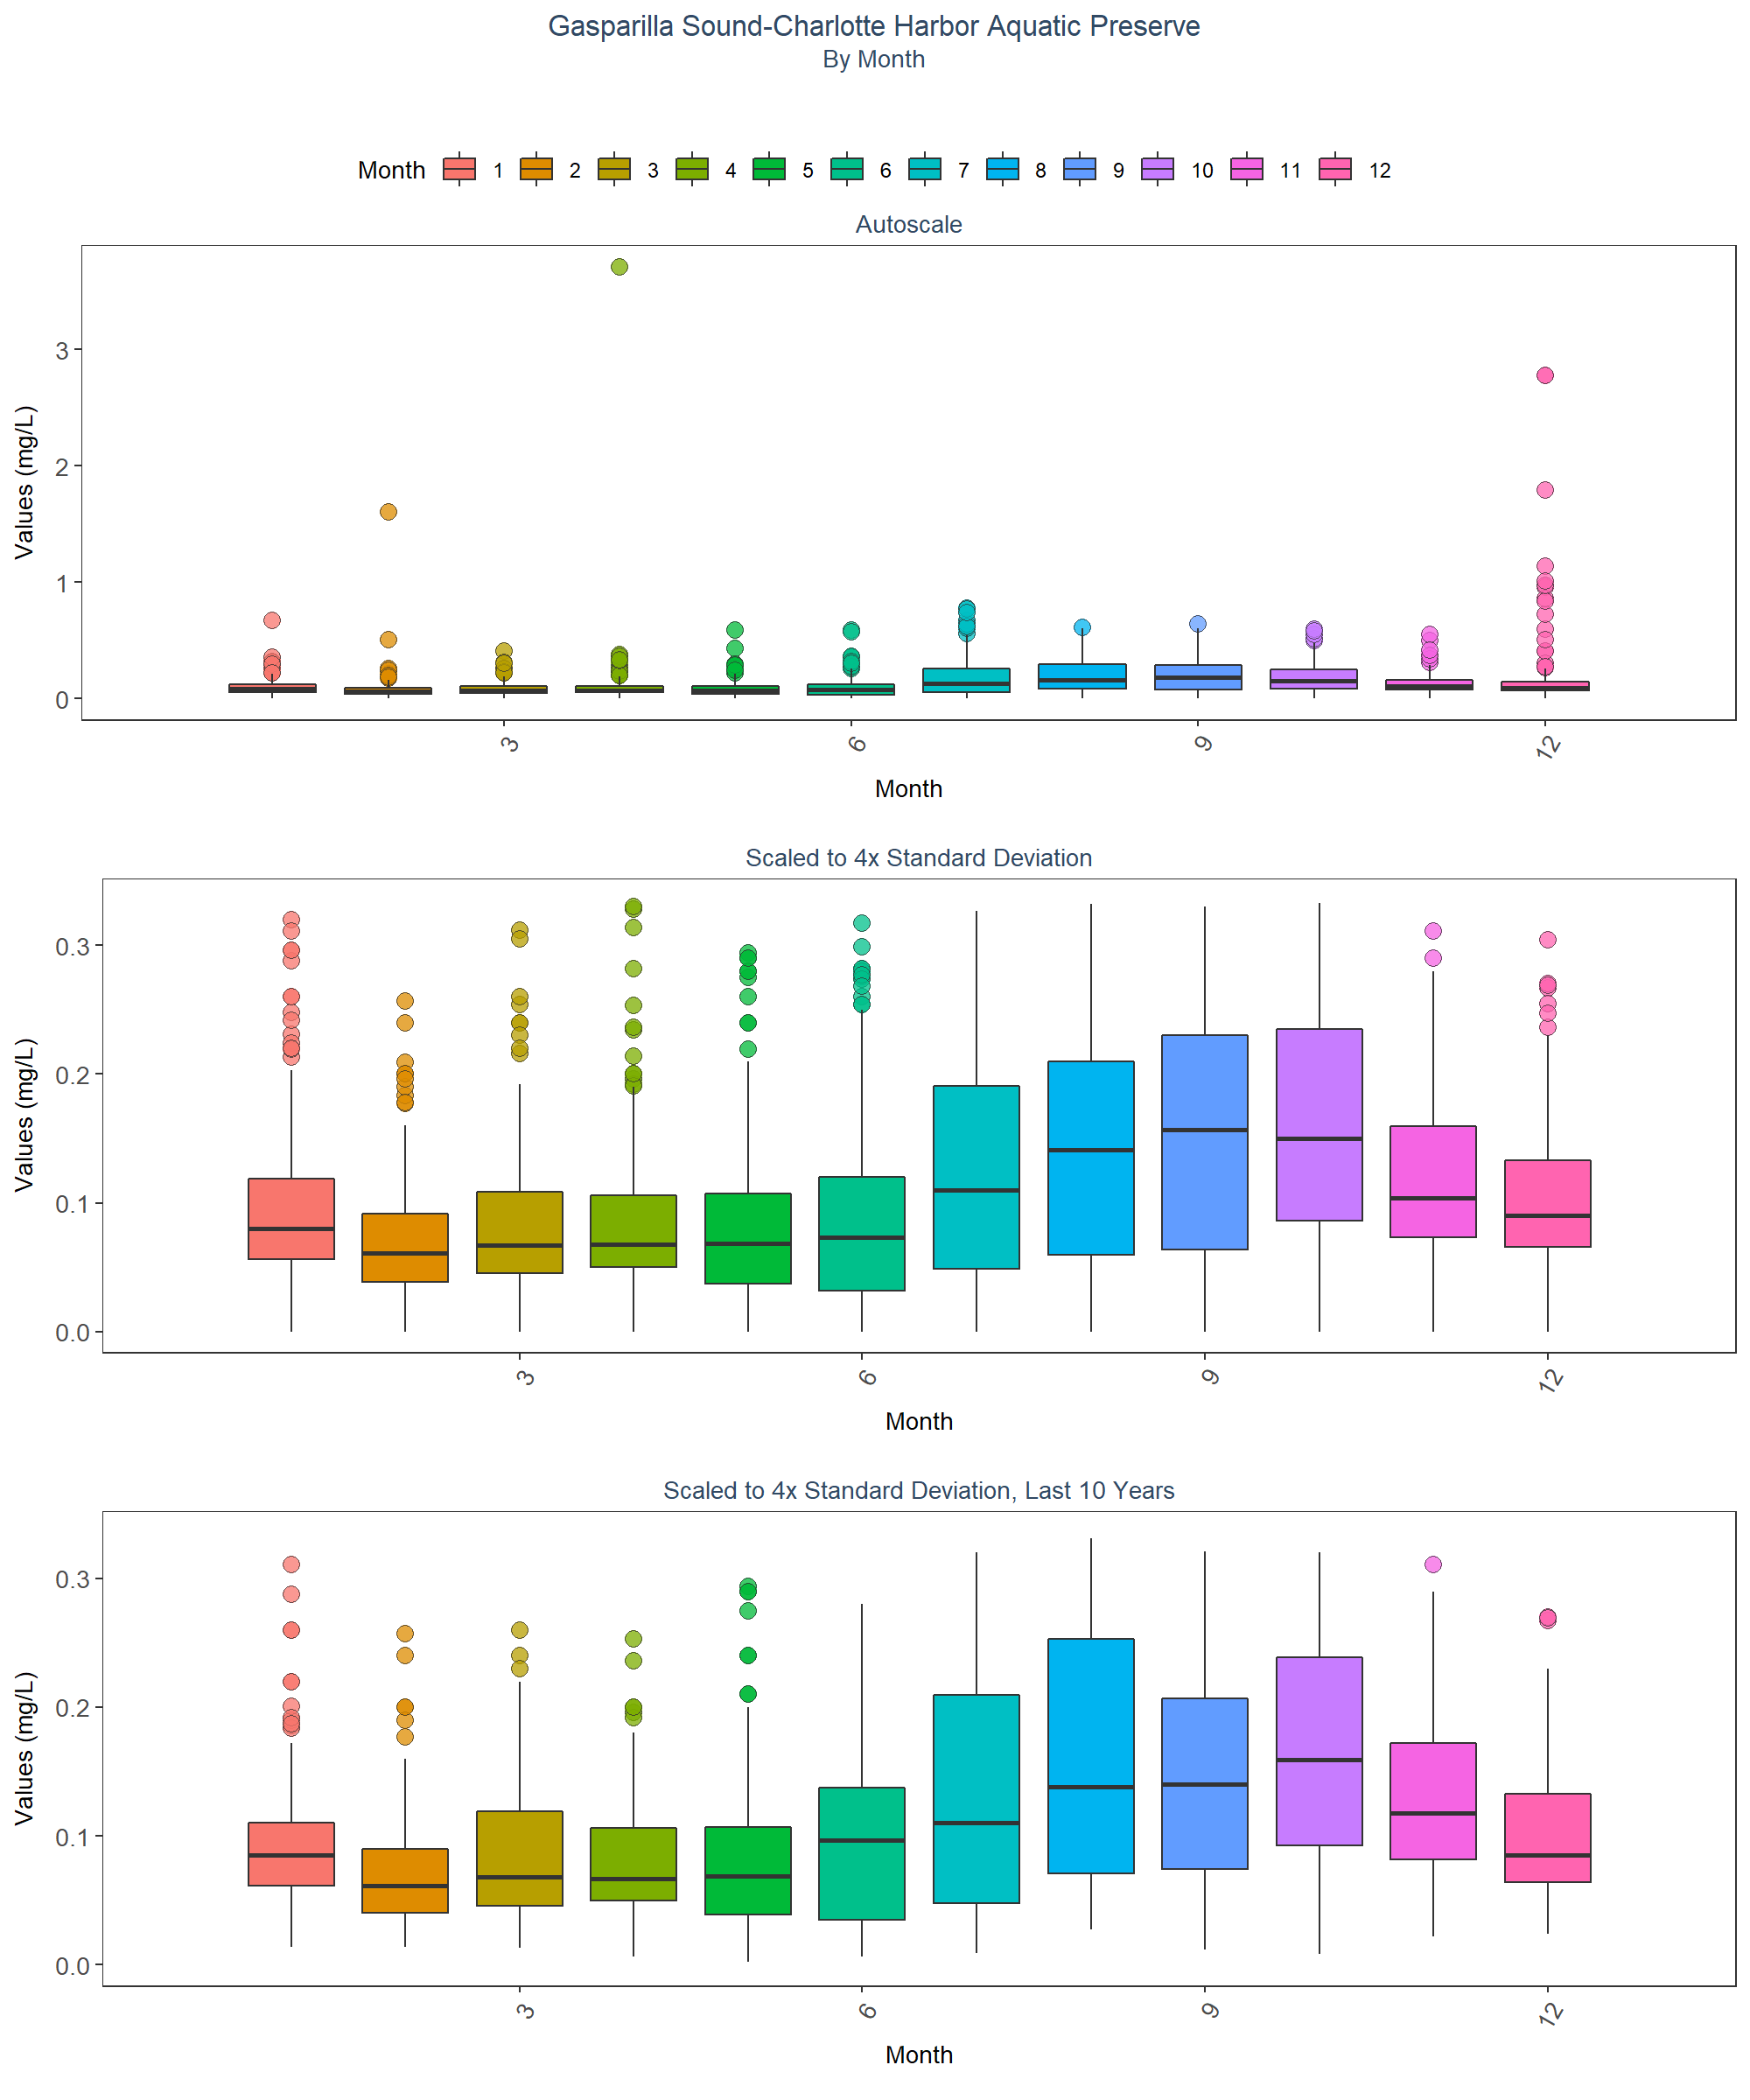 Gasparilla Sound-Charlotte Harbor Aquatic Preserve
By Month
Month 1 2 3 4 5 6 7 8 9 10 11 12
Autoscale
Values (mg/L)
3
2
1
0
3 6 9 12
Month
Scaled to 4x Standard Deviation
Values (mg/L)
0.3
0.2
0.1
0.0
3 6 9 12
Month
Scaled to 4x Standard Deviation, Last 10 Years
Values (mg/L)
0.3
0.2
0.1
0.0
3 6 9 12
Month